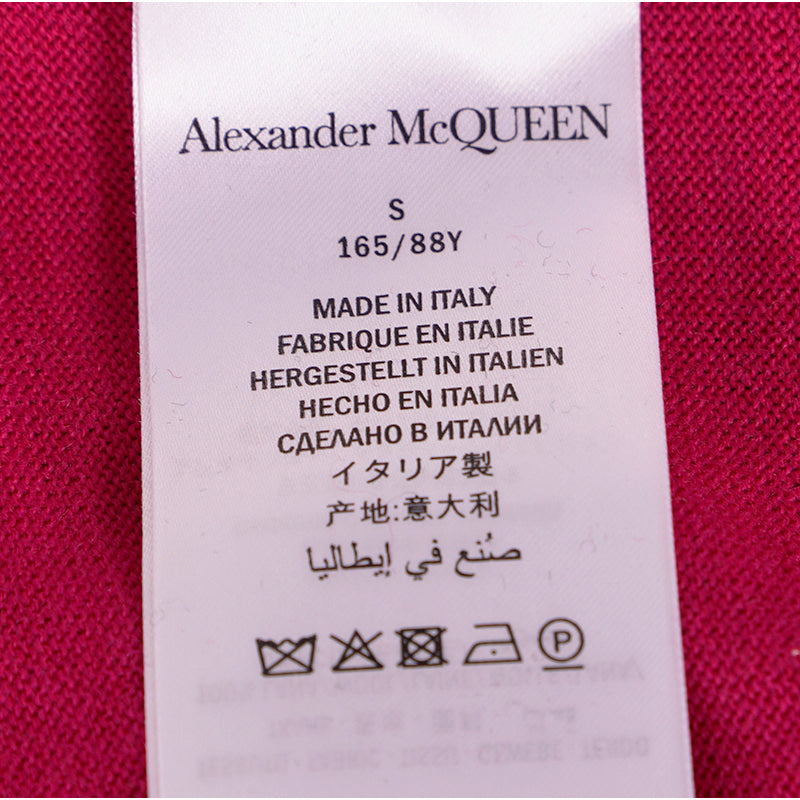 Alexander McQUEEN
S
165/88Y
MADE IN ITALY
FABRIQUE EN ITALIE
HERGESTELLT IN ITALIEN
HECHO EN ITALIA
СДЕЛАНО В ИТАЛИИ
イタリア製
产地:意大利
صُنع في إيطاليا
P